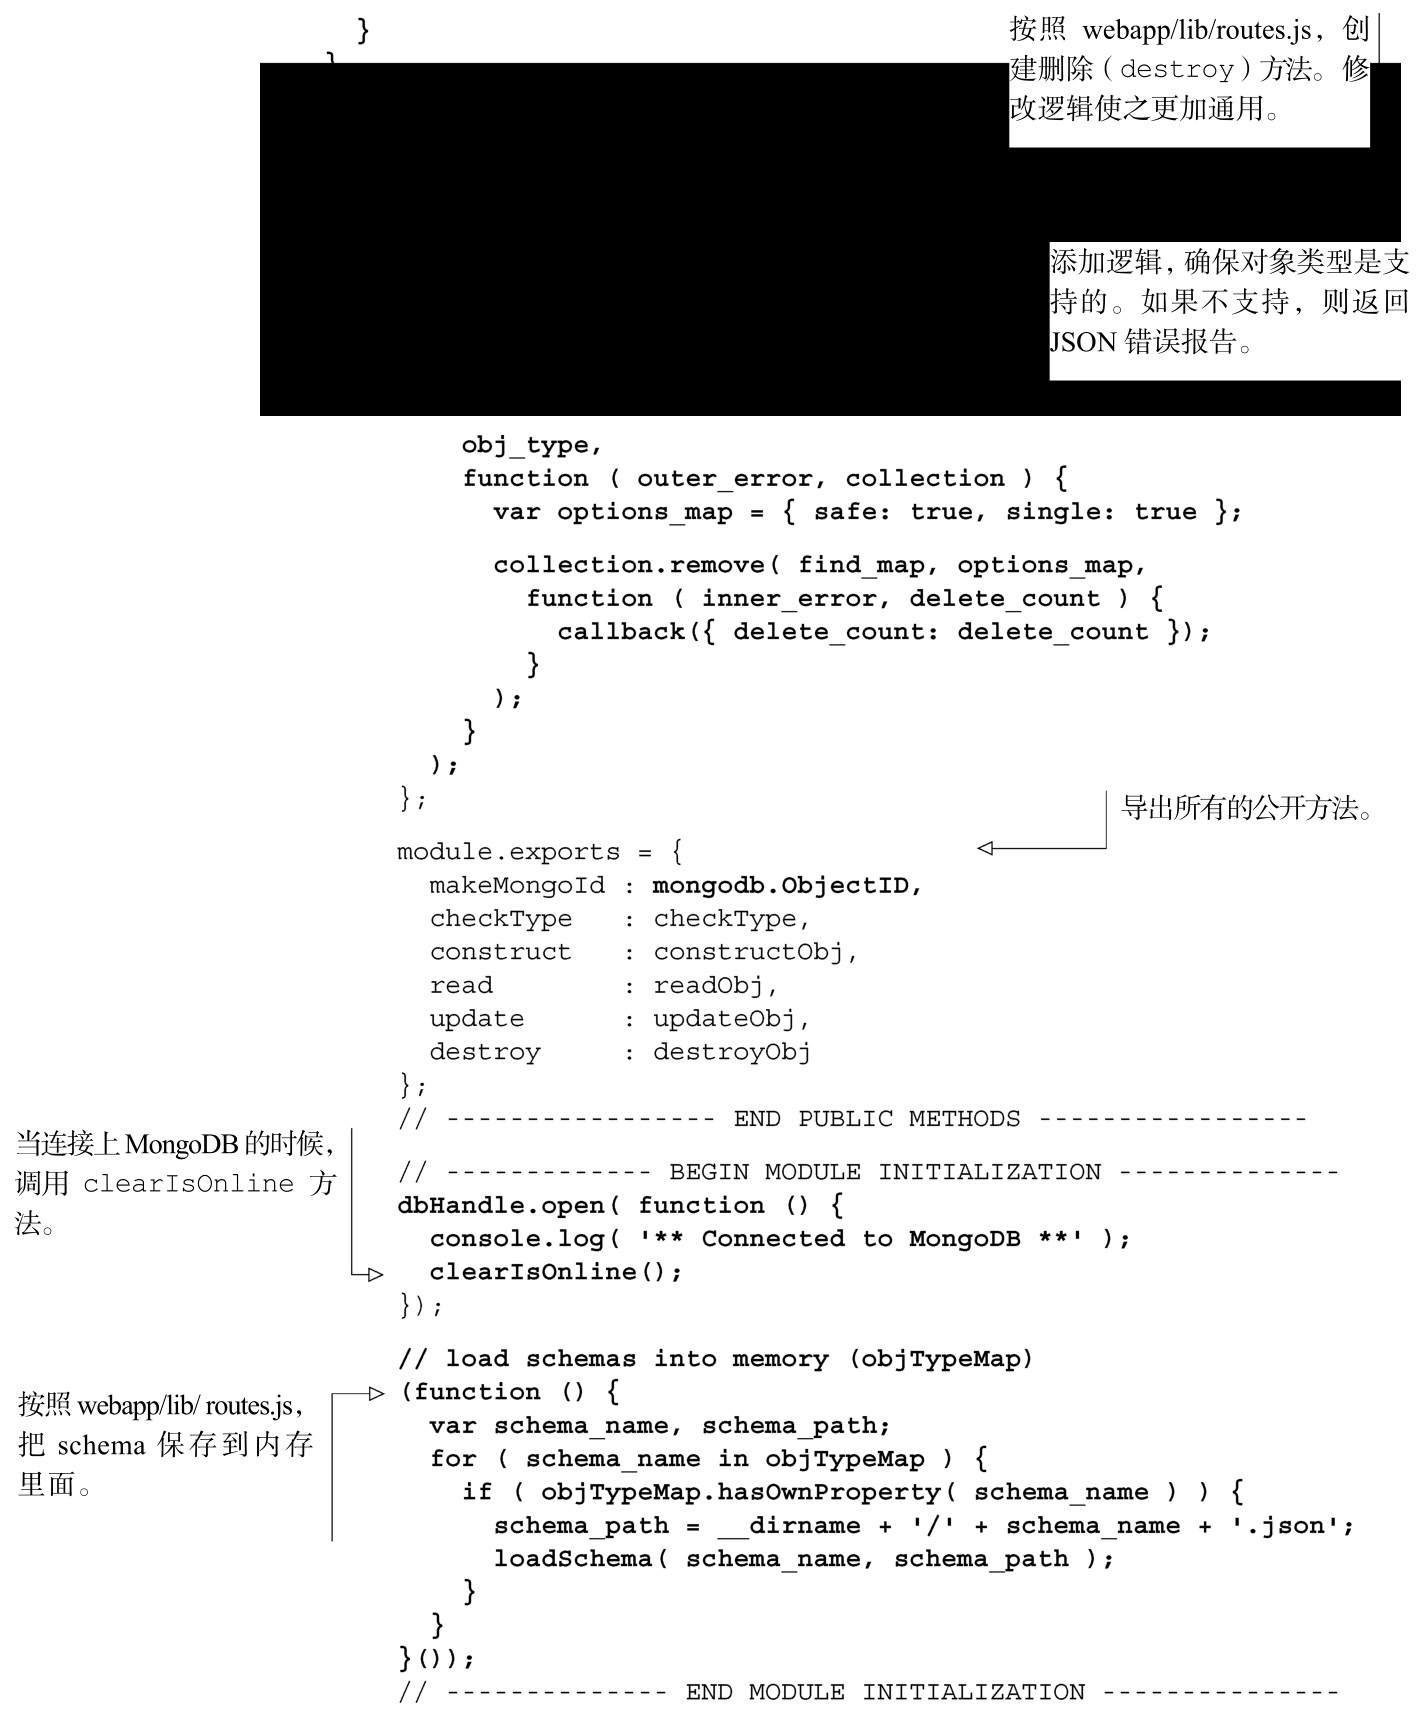 }
}
按照 webapp/lib/routes.js，创
建删除（destroy）方法。修
改逻辑使之更加通用。
添加逻辑，确保对象类型是支
持的。如果不支持，则返回
JSON 错误报告。
obj_type,
function ( outer_error, collection ) {
var options_map = { safe: true, single: true };
collection.remove( find_map, options_map,
function ( inner_error, delete_count ) {
callback({ delete_count: delete_count });
}
);
}
);
};
导出所有的公开方法。
module.exports = {
makeMongoId : mongodb.ObjectID,
checkType : checkType,
construct : constructObj,
read : readObj,
update : updateObj,
destroy : destroyObj
};
// ----------------- END PUBLIC METHODS -----------------
当连接上 MongoDB 的时候，
调用 clearIsOnline 方
法。
// ------------- BEGIN MODULE INITIALIZATION --------------
dbHandle.open( function () {
console.log( '** Connected to MongoDB **' );
clearIsOnline();
});
// load schemas into memory (objTypeMap)
按照 webapp/lib/ routes.js，
把 schema 保存到内存
里面。
(function () {
var schema_name, schema_path;
for ( schema_name in objTypeMap ) {
if ( objTypeMap.hasOwnProperty( schema_name ) ) {
schema_path = __dirname + '/' + schema_name + '.json';
loadSchema( schema_name, schema_path );
}
}
}());
// -------------- END MODULE INITIALIZATION ---------------